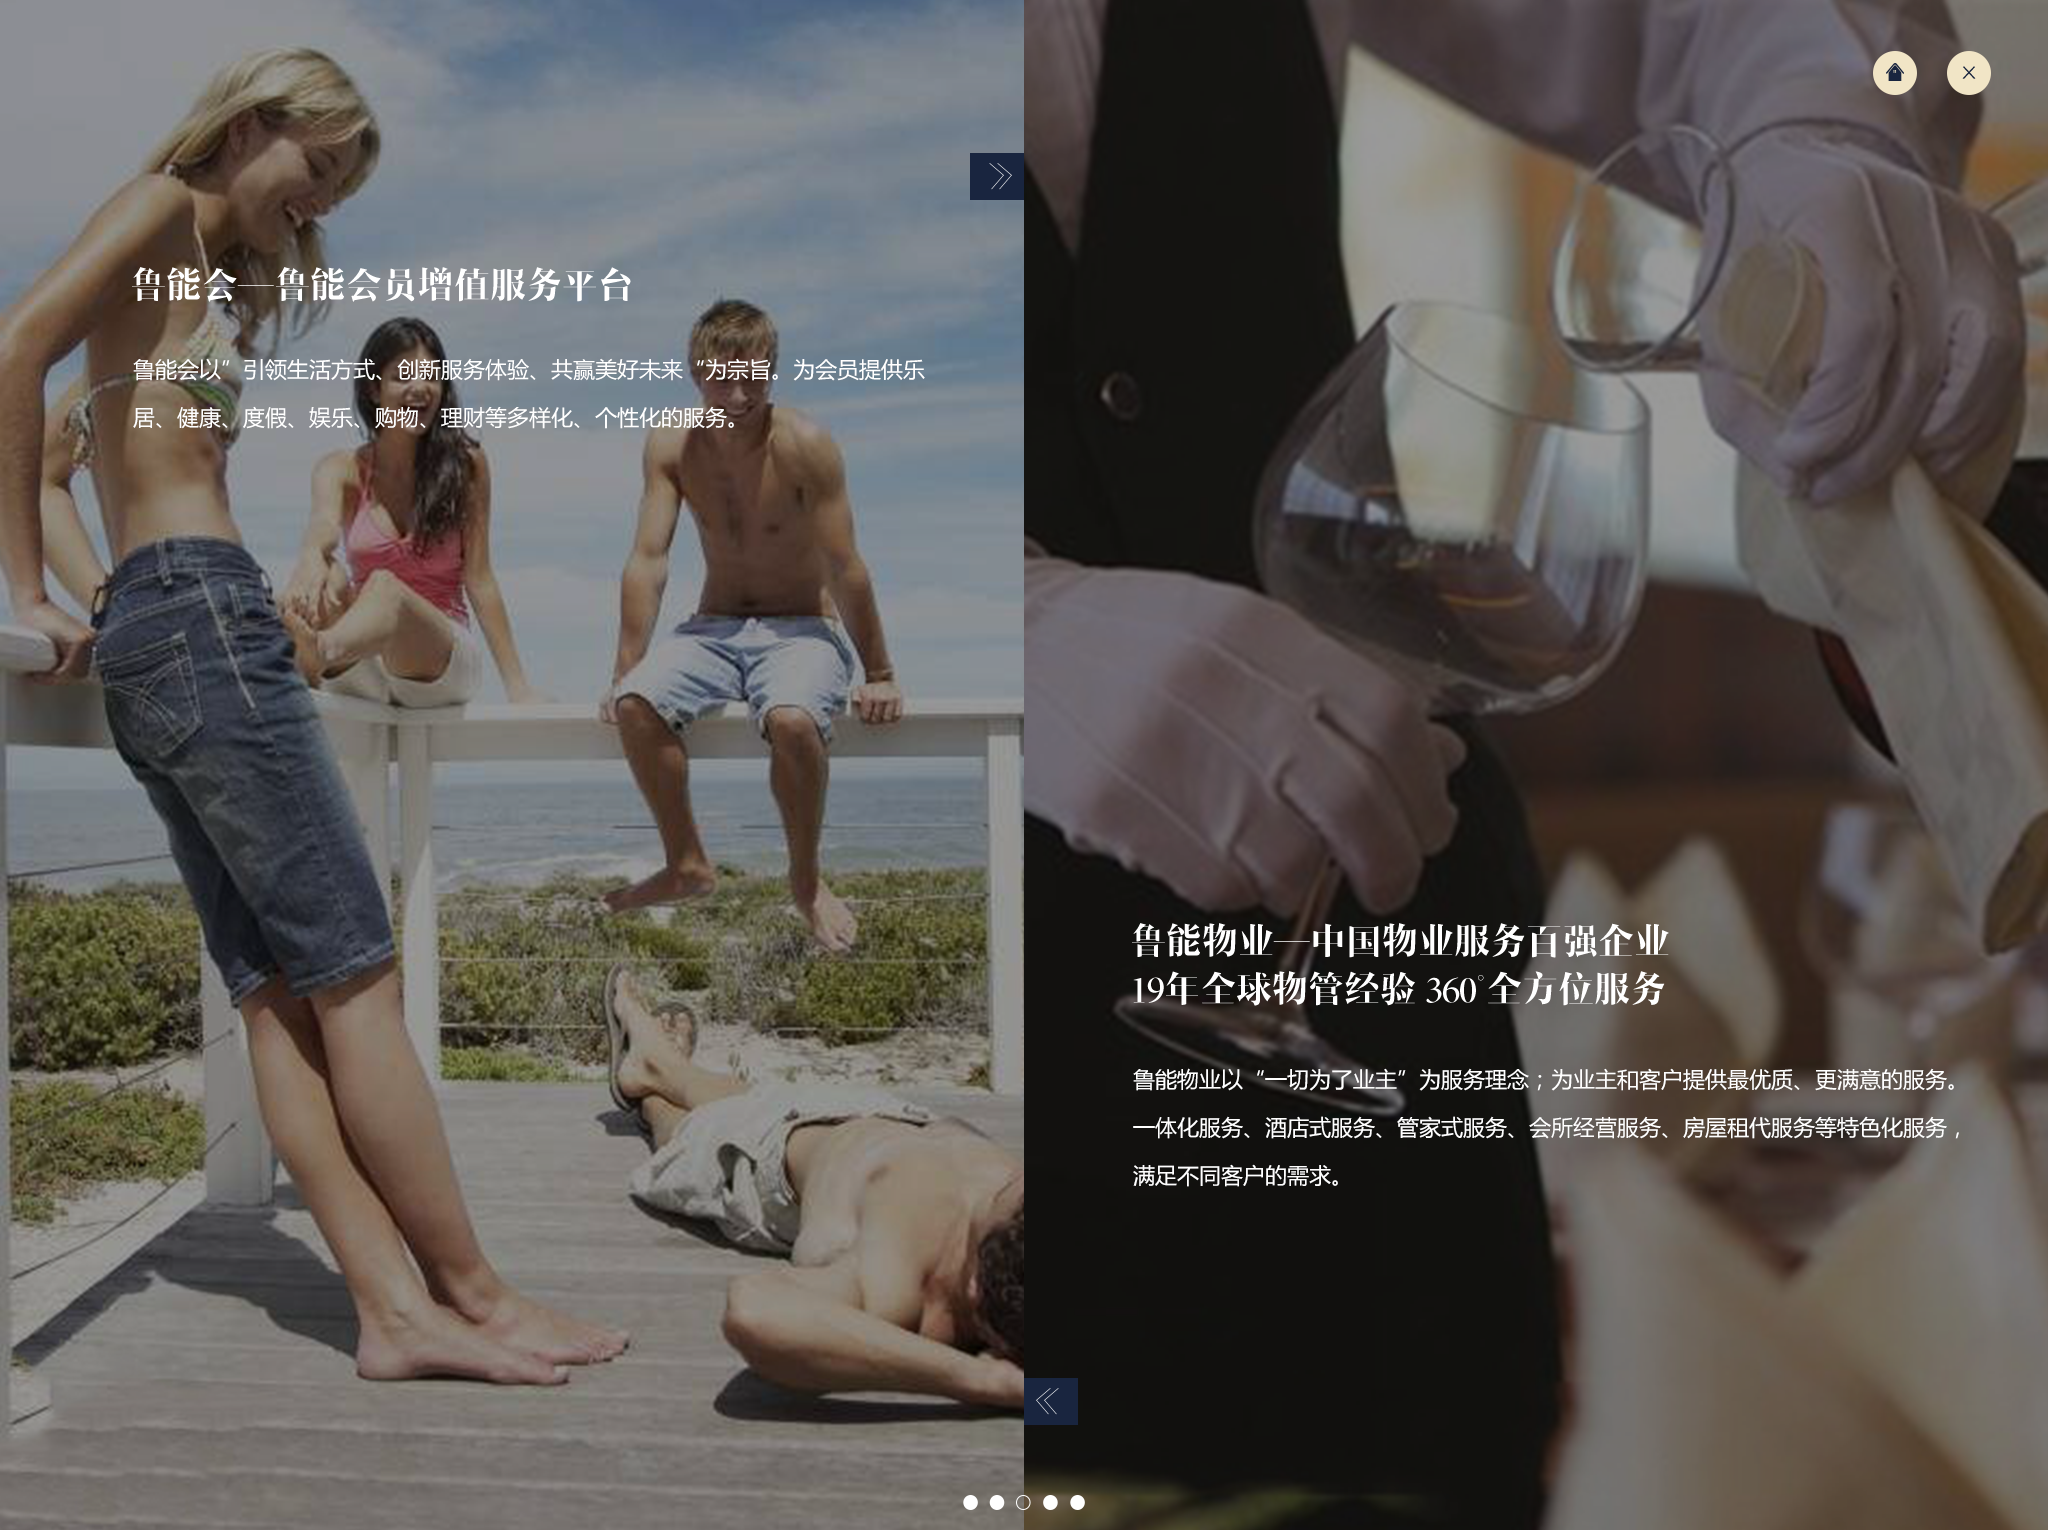 鲁能会—鲁能会员增值服务平台
鲁能会以”引领生活方式、创新服务体验、共赢美好未来“为宗旨。为会员提供乐
居、健康、度假、娱乐、购物、理财等多样化、个性化的服务。
鲁能物业—中国物业服务百强企业
19年全球物管经验 360°全方位服务
鲁能物业以“一切为了业主”为服务理念；为业主和客户提供最优质、更满意的服务。
一体化服务、酒店式服务、管家式服务、会所经营服务、房屋租代服务等特色化服务，
满足不同客户的需求。